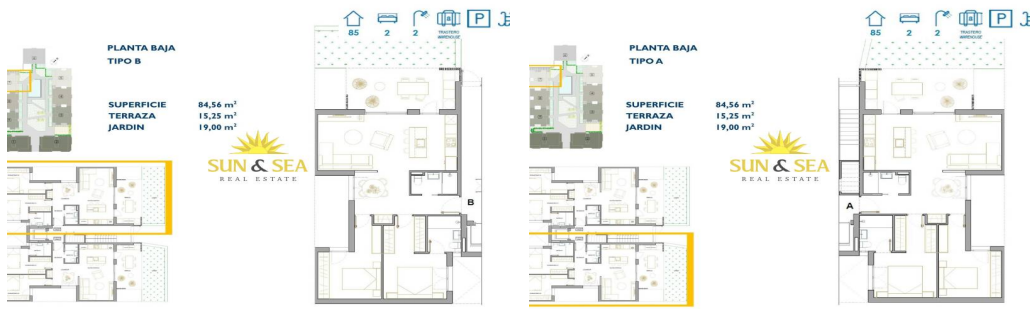 85 2 2 TRASTERO WAREHOUSE P
PLANTA BAJA
TIPO B
SUPERFICIE 84,56 m²
TERRAZA 15,25 m²
JARDIN 19,00 m²
SUN & SEA
REAL ESTATE
B
85 2 2 TRASTERO WAREHOUSE P
PLANTA BAJA
TIPO A
SUPERFICIE 84,56 m²
TERRAZA 15,25 m²
JARDIN 19,00 m²
SUN & SEA
REAL ESTATE
A